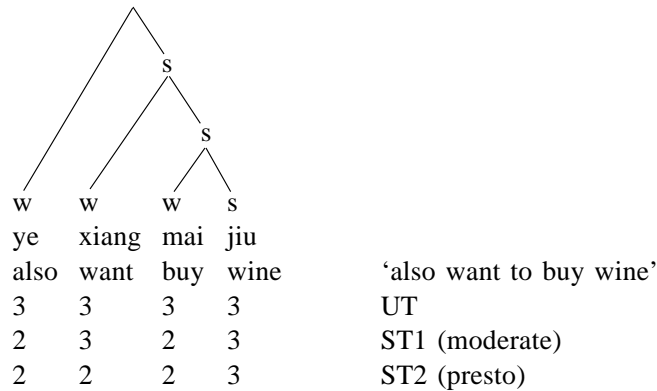 s
s
w w w s
ye xiang mai jiu
also want buy wine ‘also want to buy wine’
3 3 3 3 UT
2 3 2 3 ST1 (moderate)
2 2 2 3 ST2 (presto)